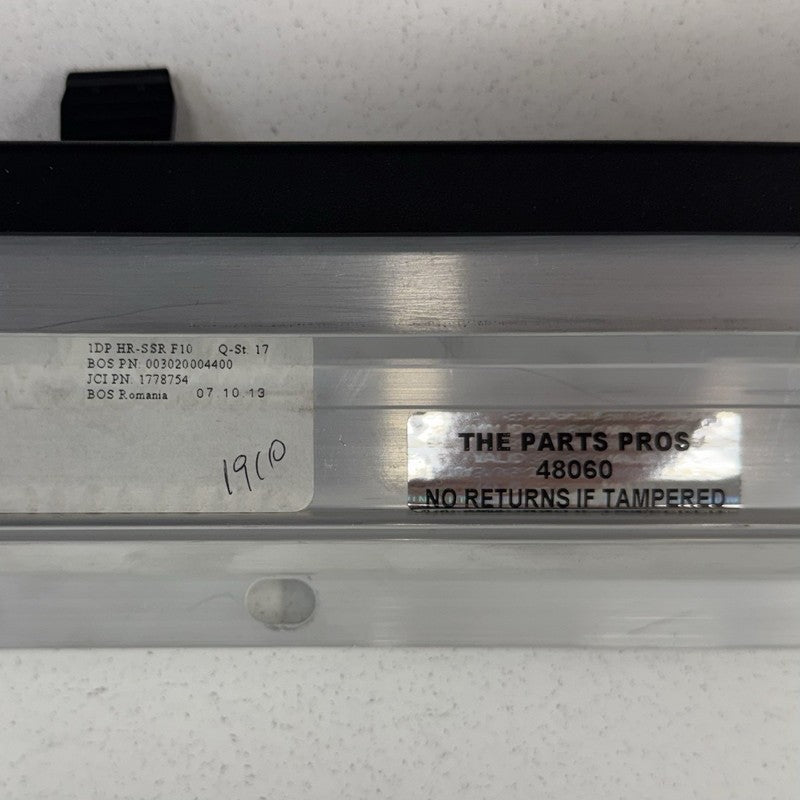 1DP HR-SSR F10 Q-St. 17
BOS PN: 003020004400
JCI PN: 1778754
BOS Romania 07.10.13
THE PARTS PROS
48060
NO RETURNS IF TAMPERED